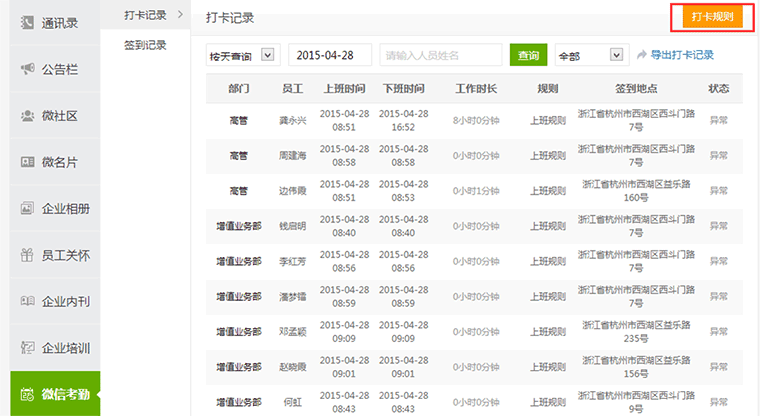 通讯录
公告栏
微社区
微名片
企业相册
员工关怀
企业内刊
企业培训
微信考勤
打卡记录
签到记录
打卡记录
打卡规则
按天查询 2015-04-28 请输入人员姓名 查询 全部 导出打卡记录
部门 员工 上班时间 下班时间 工作时长 规则 签到地点 状态
高管 龚永兴 2015-04-28 08:51 2015-04-28 16:52 8小时0分钟 上班规则 浙江省杭州市西湖区西斗门路7号 异常
高管 周建海 2015-04-28 08:58 2015-04-28 08:58 0小时0分钟 上班规则 浙江省杭州市西湖区西斗门路7号 异常
高管 边伟霞 2015-04-28 08:51 2015-04-28 08:53 0小时1分钟 上班规则 浙江省杭州市西湖区益乐路160号 异常
增值业务部 钱启明 2015-04-28 08:40 2015-04-28 08:40 0小时0分钟 上班规则 浙江省杭州市西湖区西斗门路7号 异常
增值业务部 李红芳 2015-04-28 08:56 2015-04-28 08:56 0小时0分钟 上班规则 浙江省杭州市西湖区西斗门路7号 异常
增值业务部 潘梦镭 2015-04-28 08:59 2015-04-28 08:59 0小时0分钟 上班规则 浙江省杭州市西湖区西斗门路7号 异常
增值业务部 邓孟颖 2015-04-28 09:09 2015-04-28 09:09 0小时0分钟 上班规则 浙江省杭州市西湖区益乐路235号 异常
增值业务部 赵晓霞 2015-04-28 09:01 2015-04-28 09:01 0小时0分钟 上班规则 浙江省杭州市西湖区益乐路156号 异常
增值业务部 何虹 2015-04-28 08:43 2015-04-28 08:43 0小时0分钟 上班规则 浙江省杭州市西湖区西斗门路9号 异常